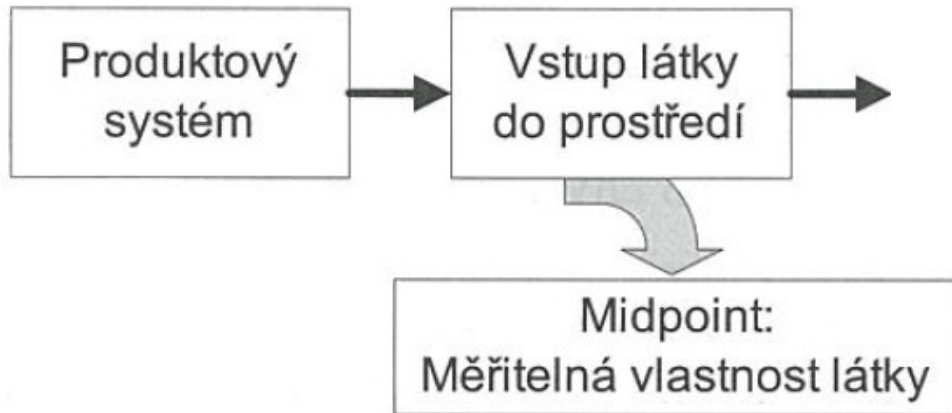 Produktový
systém
Vstup látky
do prostředí
Midpoint:
Měřitelná vlastnost látky